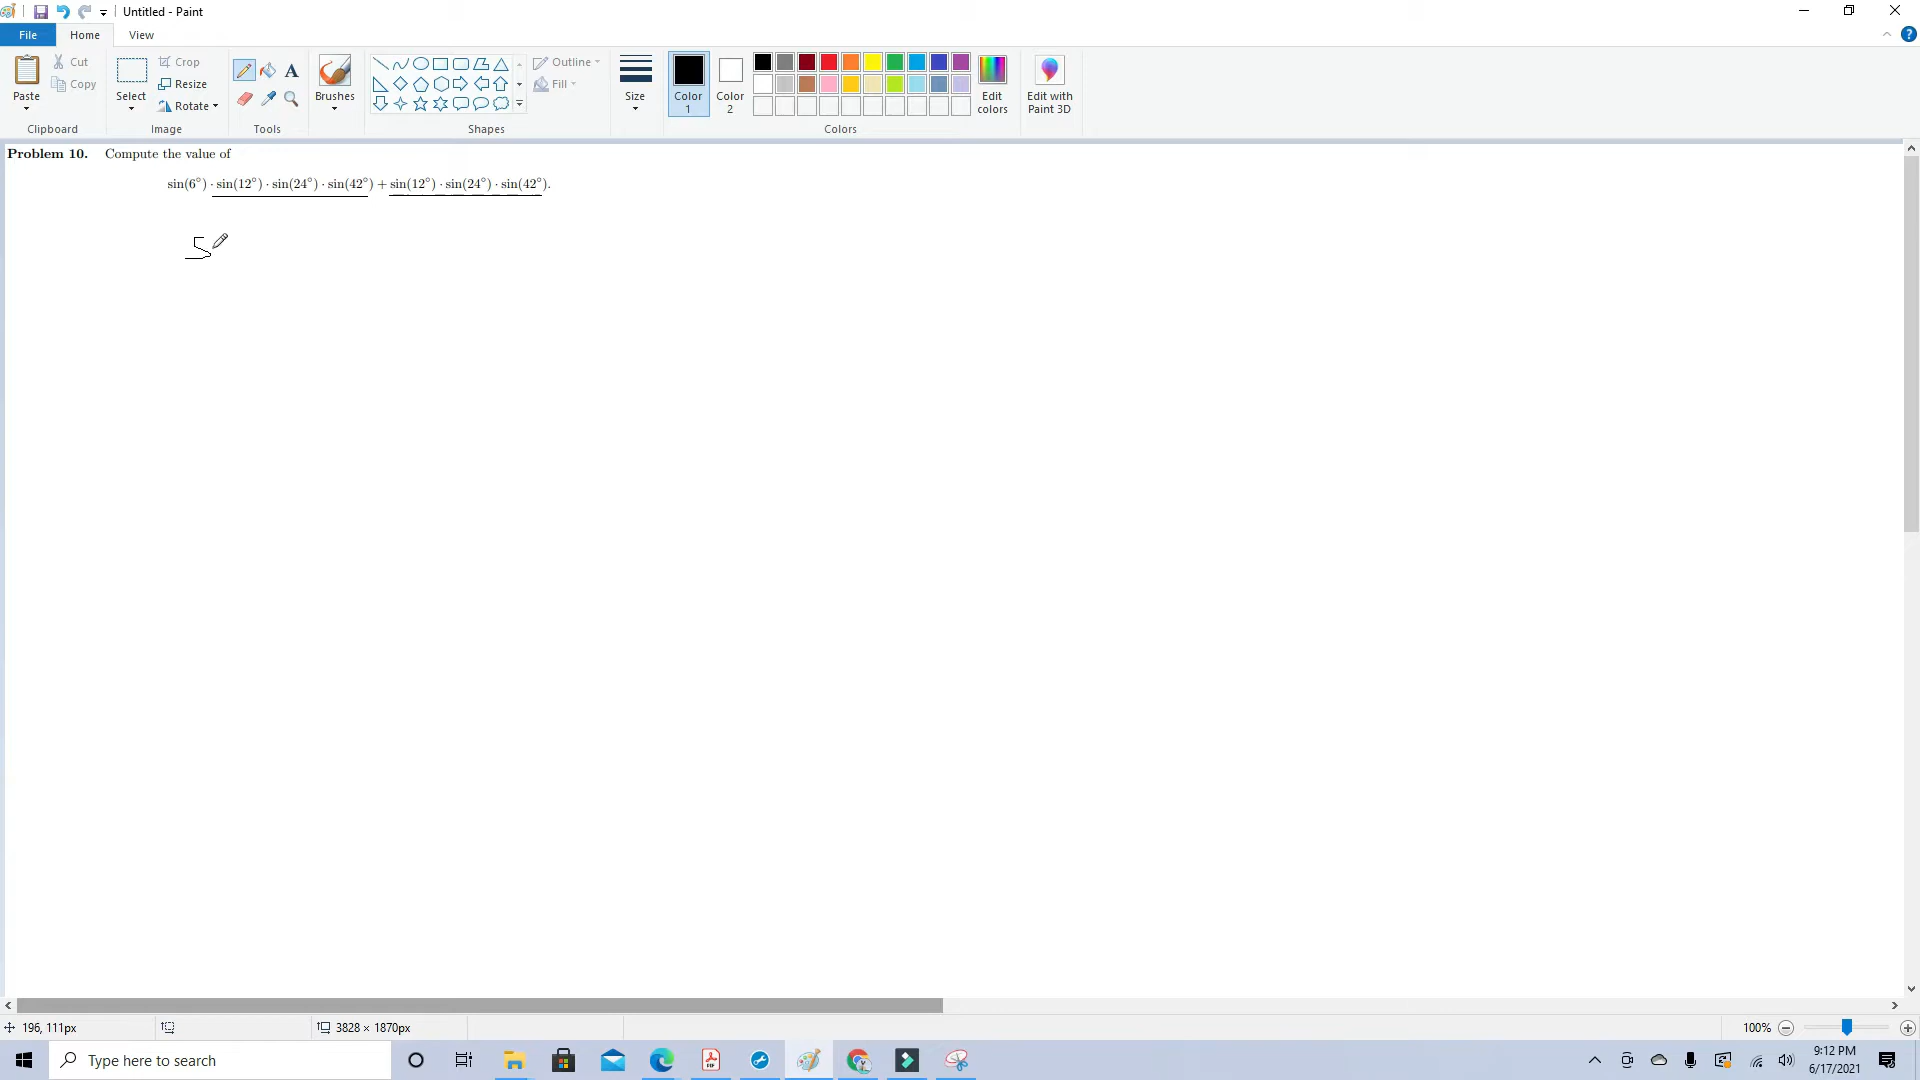 Untitled - Paint
File Home View
Paste
Cut
Copy
Clipboard
Select
Crop
Resize
Rotate
Image
Tools
Brushes
Shapes
Outline
Fill
Size
Color 1
Color 2
Edit colors
Edit with Paint 3D
Colors
Problem 10. Compute the value of
sin(6°) · sin(12°) · sin(24°) · sin(42°) + sin(12°) · sin(24°) · sin(42°).
S
196, 111px
3828 × 1870px
100%
Type here to search
9:12 PM
6/17/2021